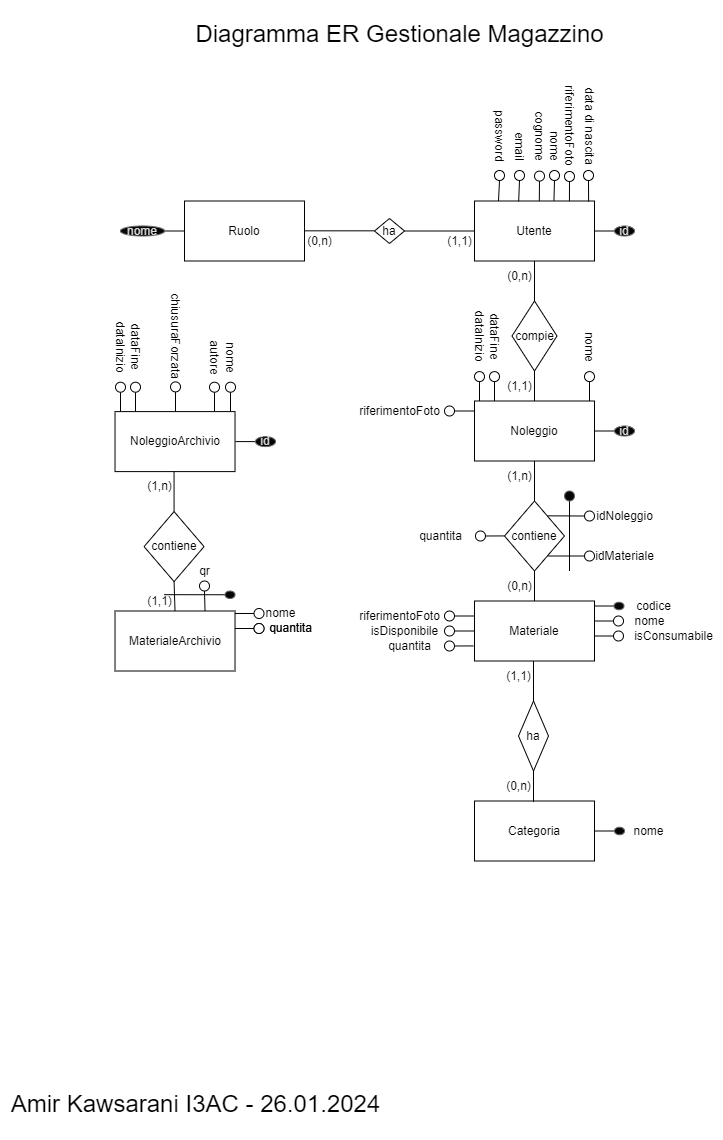 Diagramma ER Gestionale Magazzino
password
email
cognome
nome
riferimentoFoto
data di nascita
nome
Ruolo
(0,n)
ha
(1,1)
Utente
id
(0,n)
compie
(1,1)
dataInizio
dataFine
chiusuraForzata
autore
nome
NoleggioArchivio
id
(1,n)
contiene
(1,1)
qr
MaterialeArchivio
nome
quantita
dataInizio
dataFine
nome
riferimentoFoto
Noleggio
id
(1,n)
quantita
contiene
idNoleggio
idMateriale
(0,n)
riferimentoFoto
isDisponibile
quantita
Materiale
codice
nome
isConsumabile
(1,1)
ha
(0,n)
Categoria
nome
Amir Kawsarani I3AC - 26.01.2024